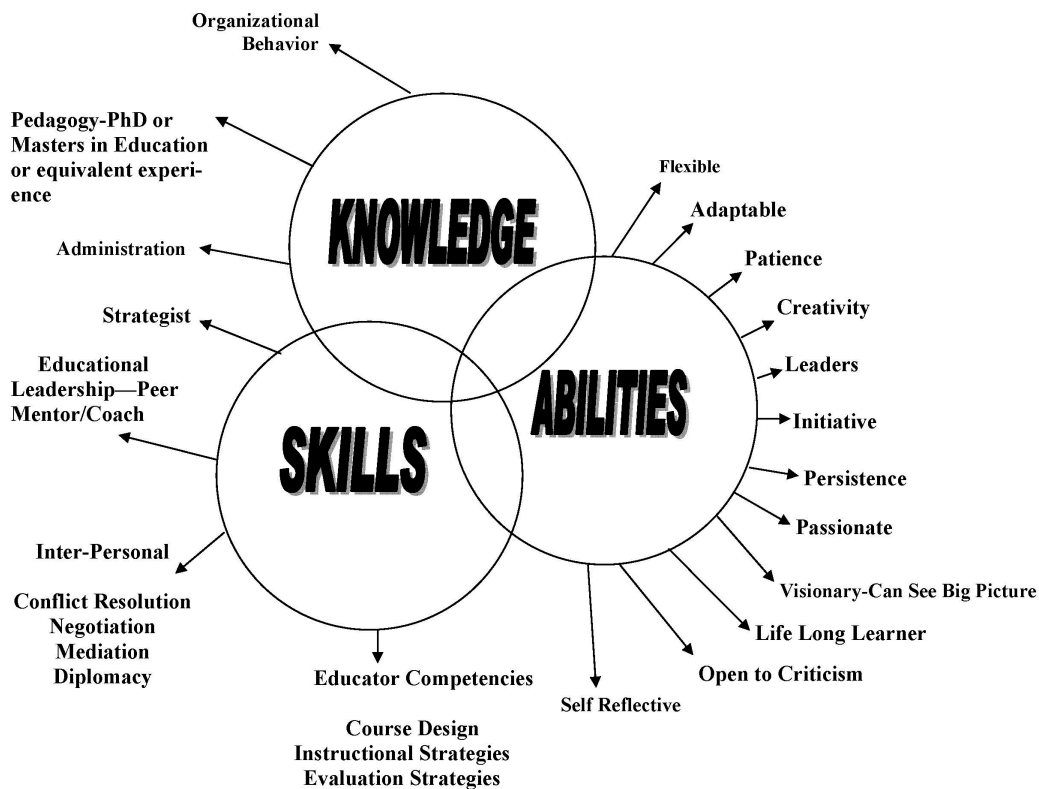 Organizational
Behavior
Pedagogy-PhD or
Masters in Education
or equivalent experi-
ence
Administration
KNOWLEDGE
Strategist
Educational
Leadership—Peer
Mentor/Coach
Inter-Personal
Conflict Resolution
Negotiation
Mediation
Diplomacy
SKILLS
Educator Competencies
Course Design
Instructional Strategies
Evaluation Strategies
ABILITIES
Flexible
Adaptable
Patience
Creativity
Leaders
Initiative
Persistence
Passionate
Visionary-Can See Big Picture
Life Long Learner
Open to Criticism
Self Reflective